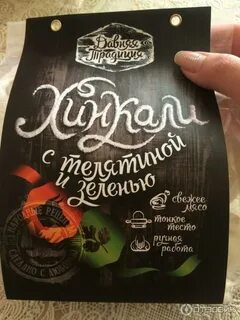 Давняя
Традиция
Хинкали
с телятиной
и зеленью
свежее
мясо
тонкое
тесто
ручная
работа